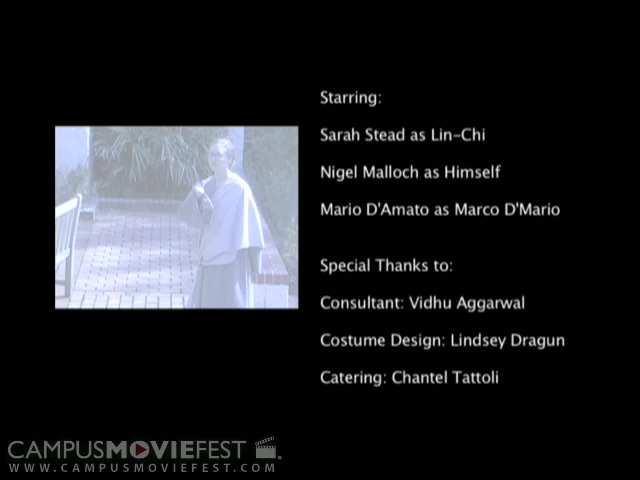 Starring:
Sarah Stead as Lin-Chi
Nigel Malloch as Himself
Mario D'Amato as Marco D'Mario
Special Thanks to:
Consultant: Vidhu Aggarwal
Costume Design: Lindsey Dragun
Catering: Chantel Tattoli
CAMPUSMOVIEFEST
WWW.CAMPUSMOVIEFEST.COM